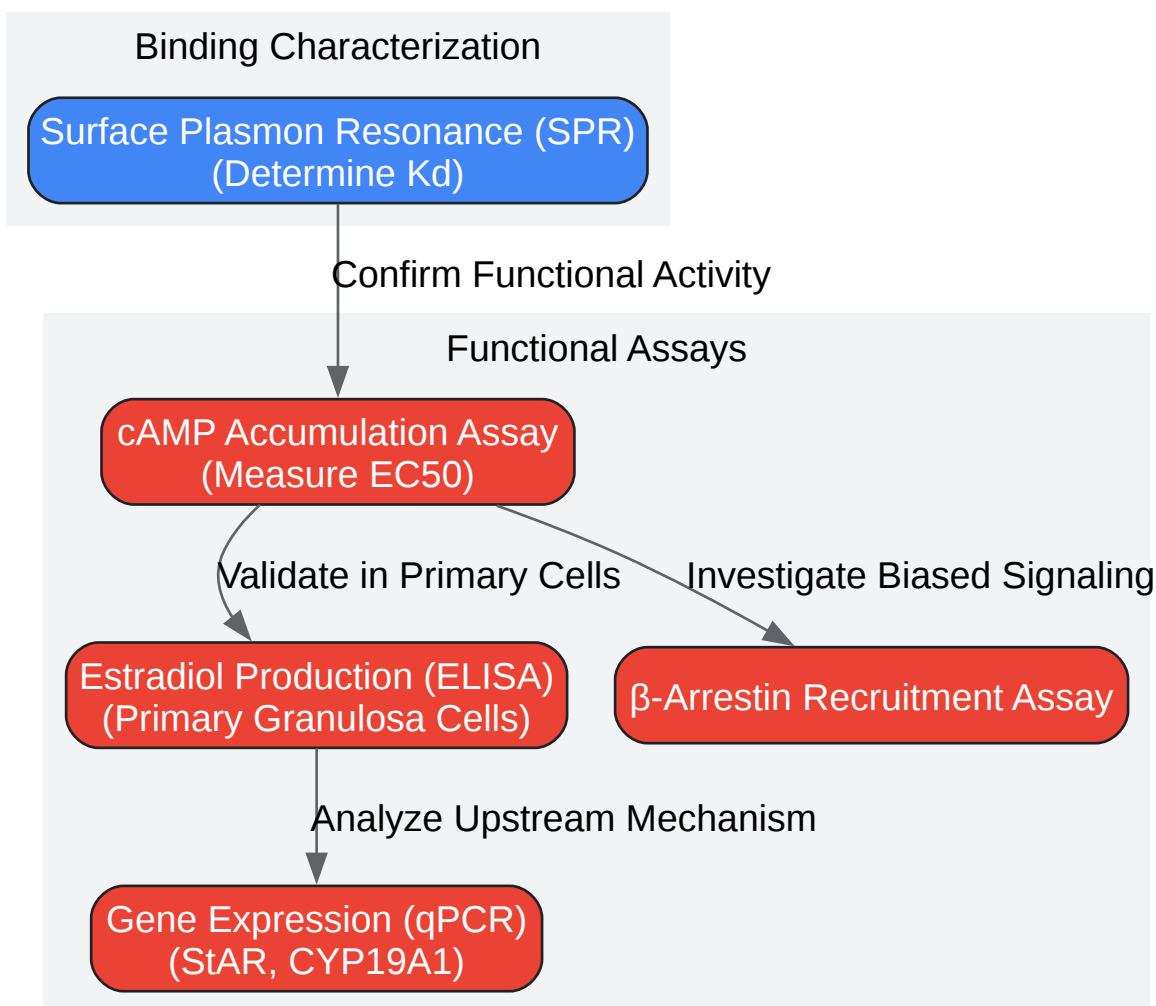 Binding Characterization
Surface Plasmon Resonance (SPR)
(Determine Kd)
Confirm Functional Activity
Functional Assays
cAMP Accumulation Assay
(Measure EC50)
Validate in Primary Cells
Investigate Biased Signaling
Estradiol Production (ELISA)
(Primary Granulosa Cells)
β-Arrestin Recruitment Assay
Analyze Upstream Mechanism
Gene Expression (qPCR)
(StAR, CYP19A1)